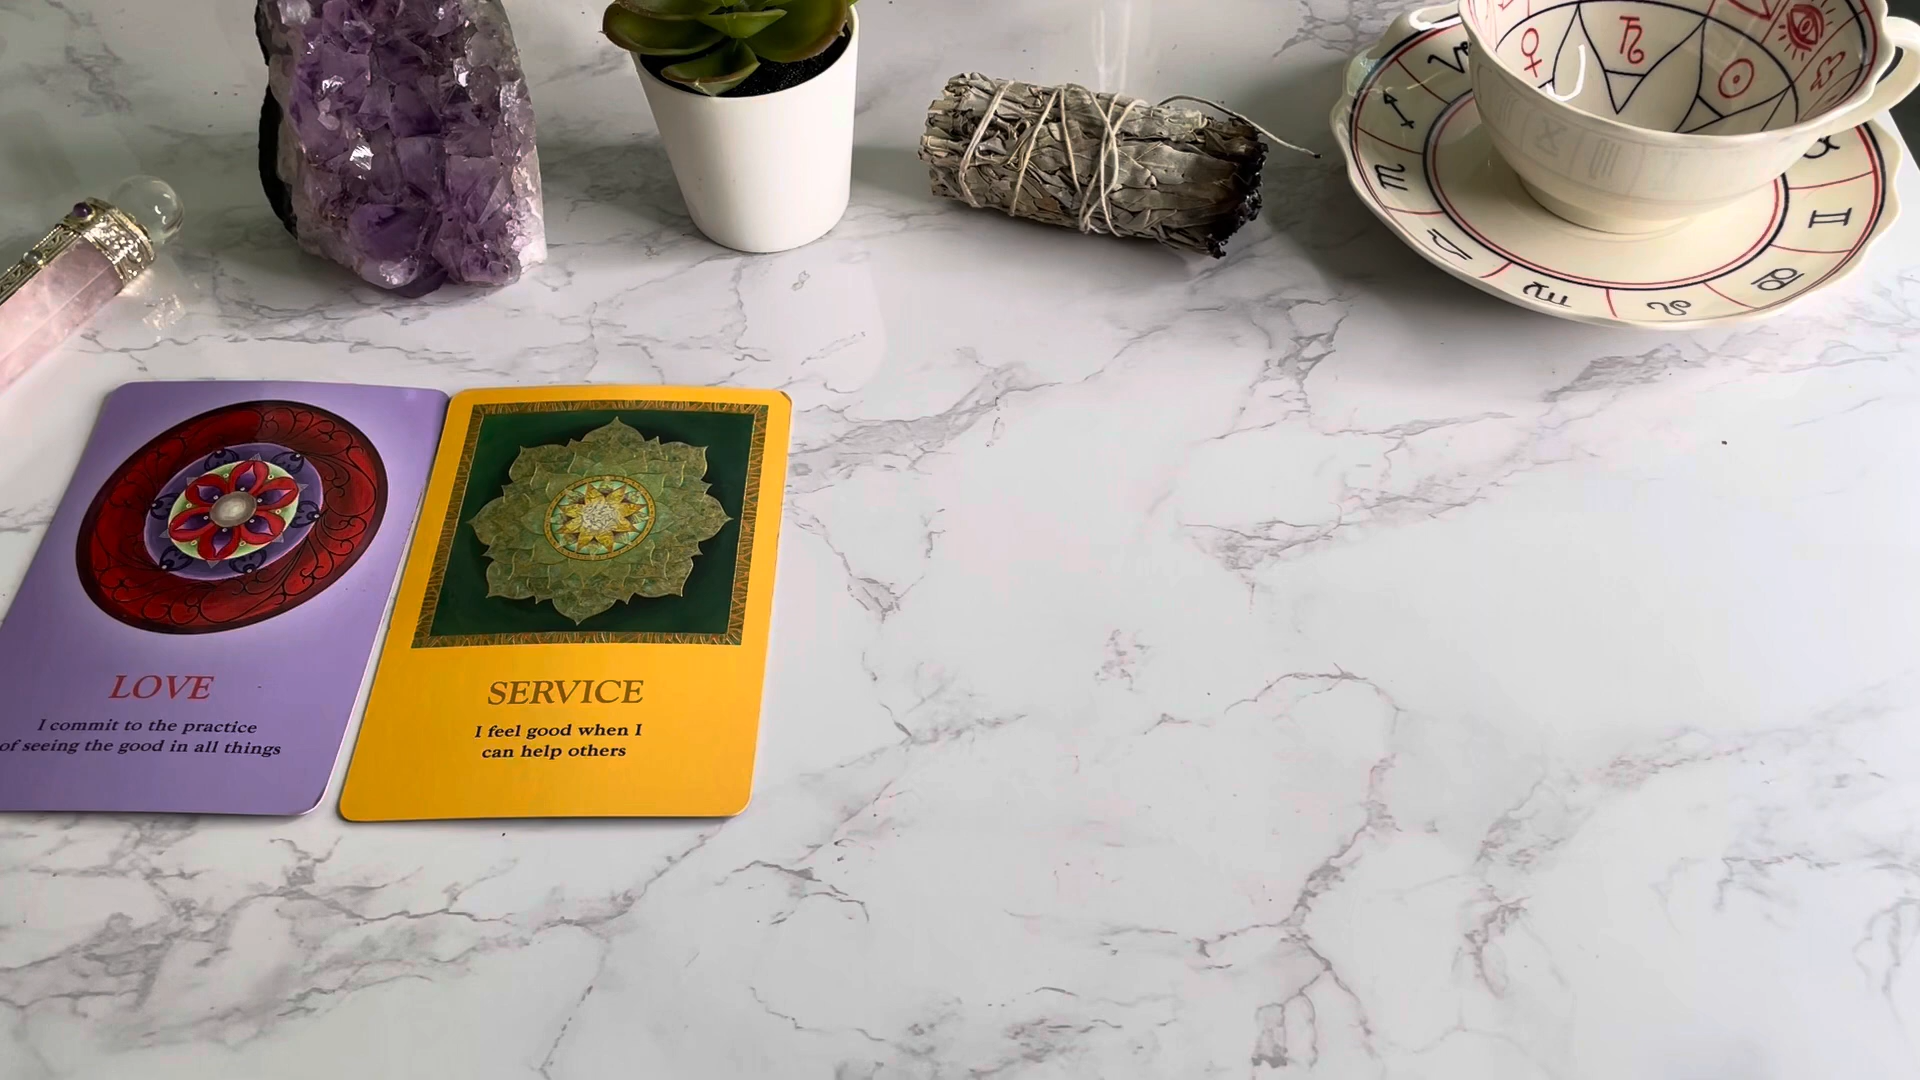 LOVE
I commit to the practice
of seeing the good in all things
SERVICE
I feel good when I
can help others